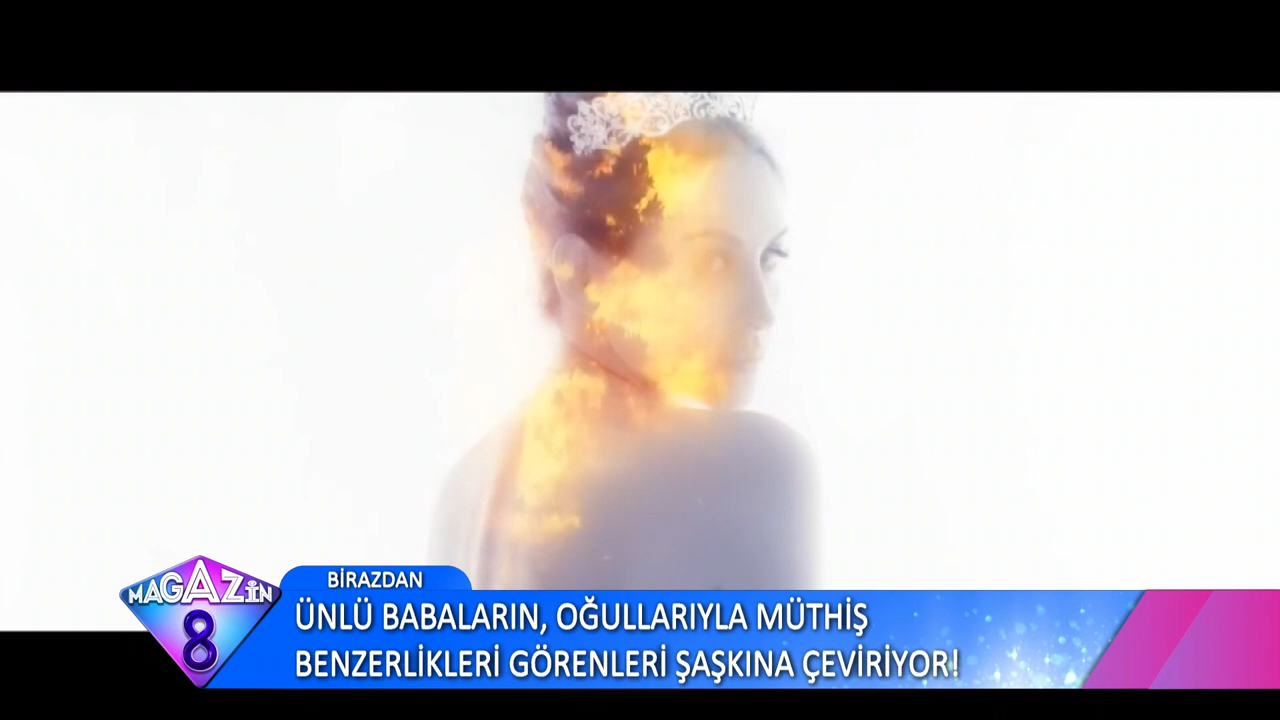 BİRAZDAN
MAGAZİN
8
ÜNLÜ BABALARIN, OĞULLARIYLA MÜTHİŞ
BENZERLİKLERİ GÖRENLERİ ŞAŞKINA ÇEVİRİYOR!